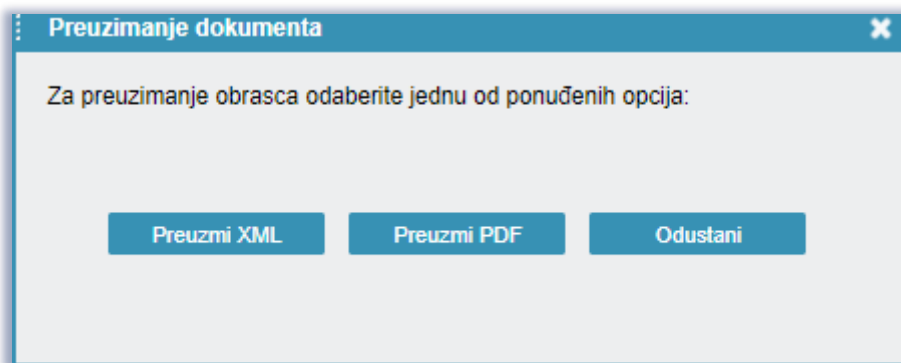 Preuzimanje dokumenta
Za preuzimanje obrasca odaberite jednu od ponuđenih opcija:
Preuzmi XML
Preuzmi PDF
Odustani